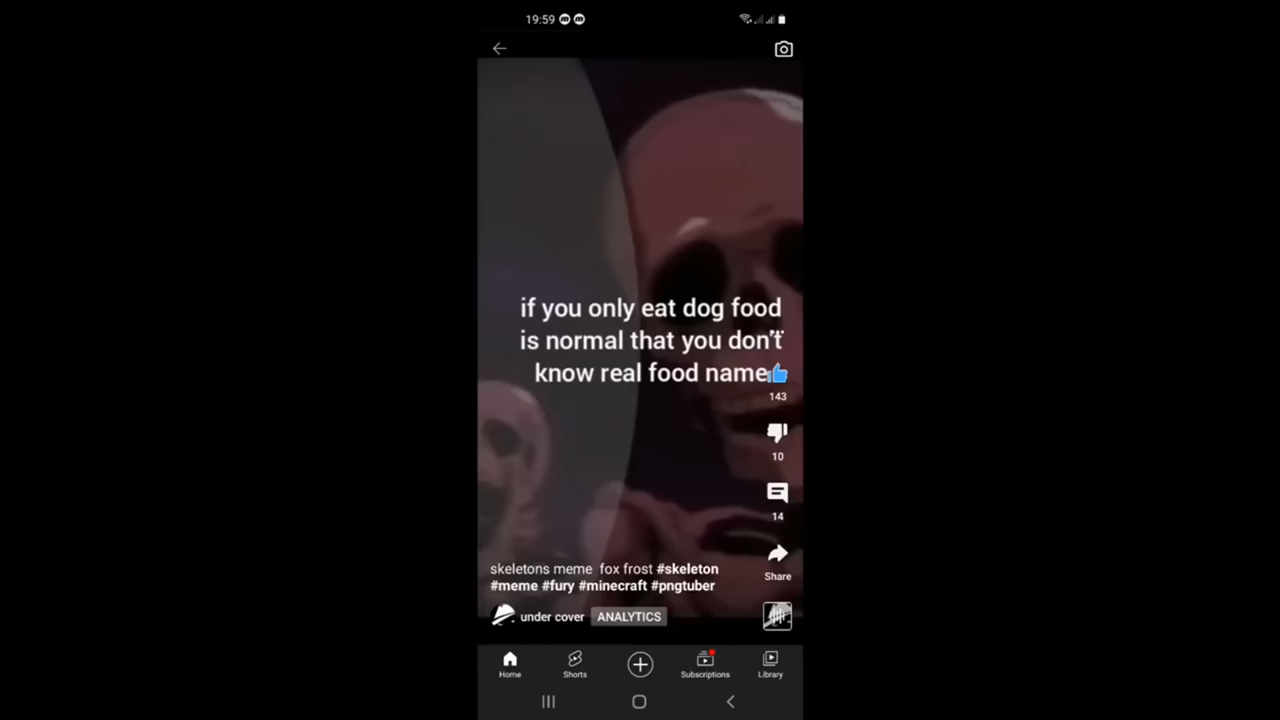 19:59
if you only eat dog food
is normal that you don't
know real food name
143
10
14
Share
skeletons meme fox frost #skeleton
#meme #fury #minecraft #pngtuber
under cover ANALYTICS
Home Shorts Subscriptions Library